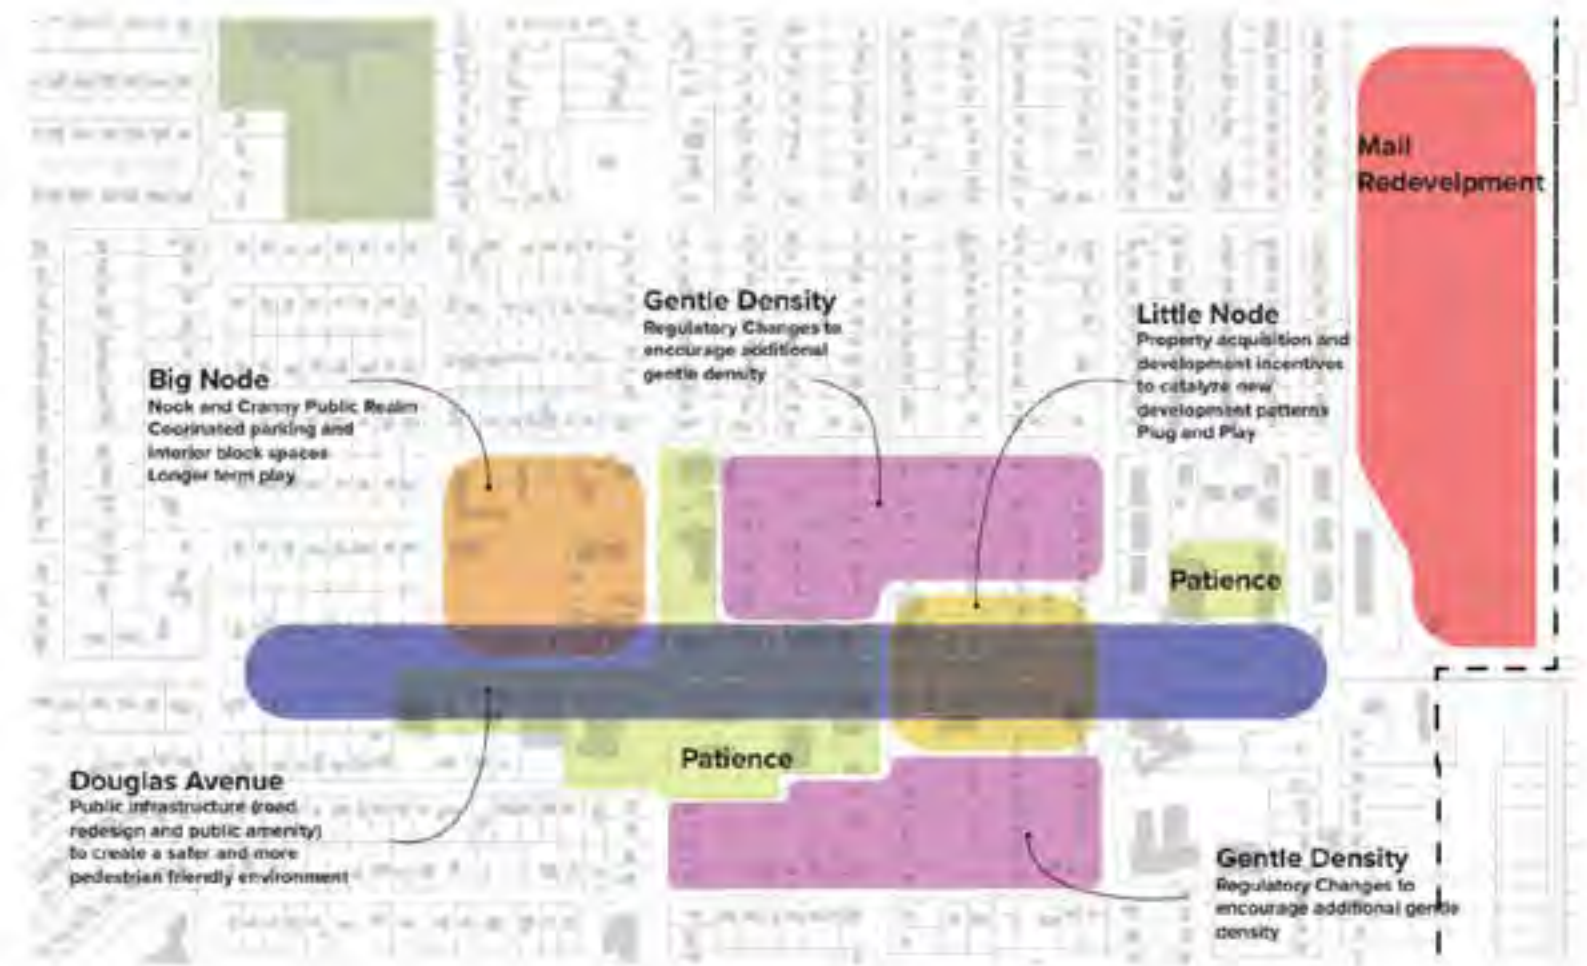 Mail
Redevelpment
Gentle Density
Regulatory Changes to
encourage additional
gentle density
Little Node
Property acquisition and
development incentives
to catalyze new
development patterns
Plug and Play
Big Node
Nook and Cranny Public Realm
Coorinated parking and
interior block spaces
Longer term play
Patience
Patience
Douglas Avenue
Public infrastructure (road
redesign and public amenity)
to create a safer and more
pedestrian friendly environment
Gentle Density
Regulatory Changes to
encourage additional gentle
density